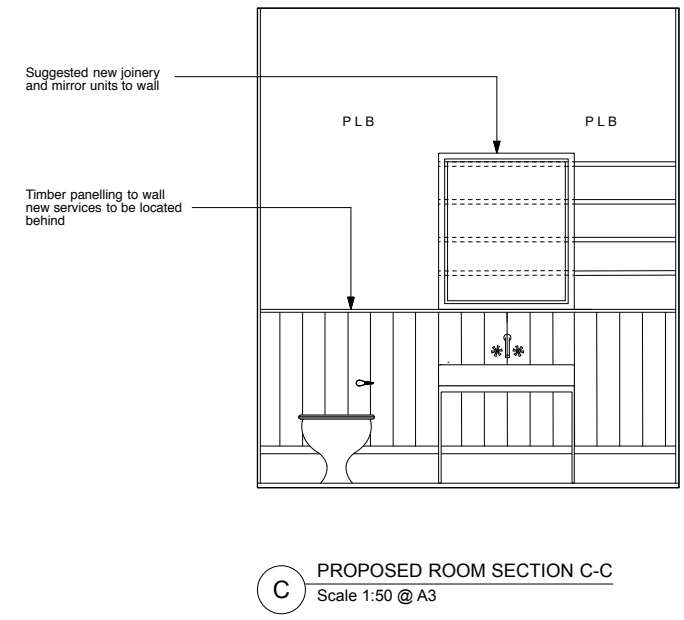 Suggested new joinery
and mirror units to wall
P L B
P L B
Timber panelling to wall
new services to be located
behind
C
PROPOSED ROOM SECTION C-C
Scale 1:50 @ A3